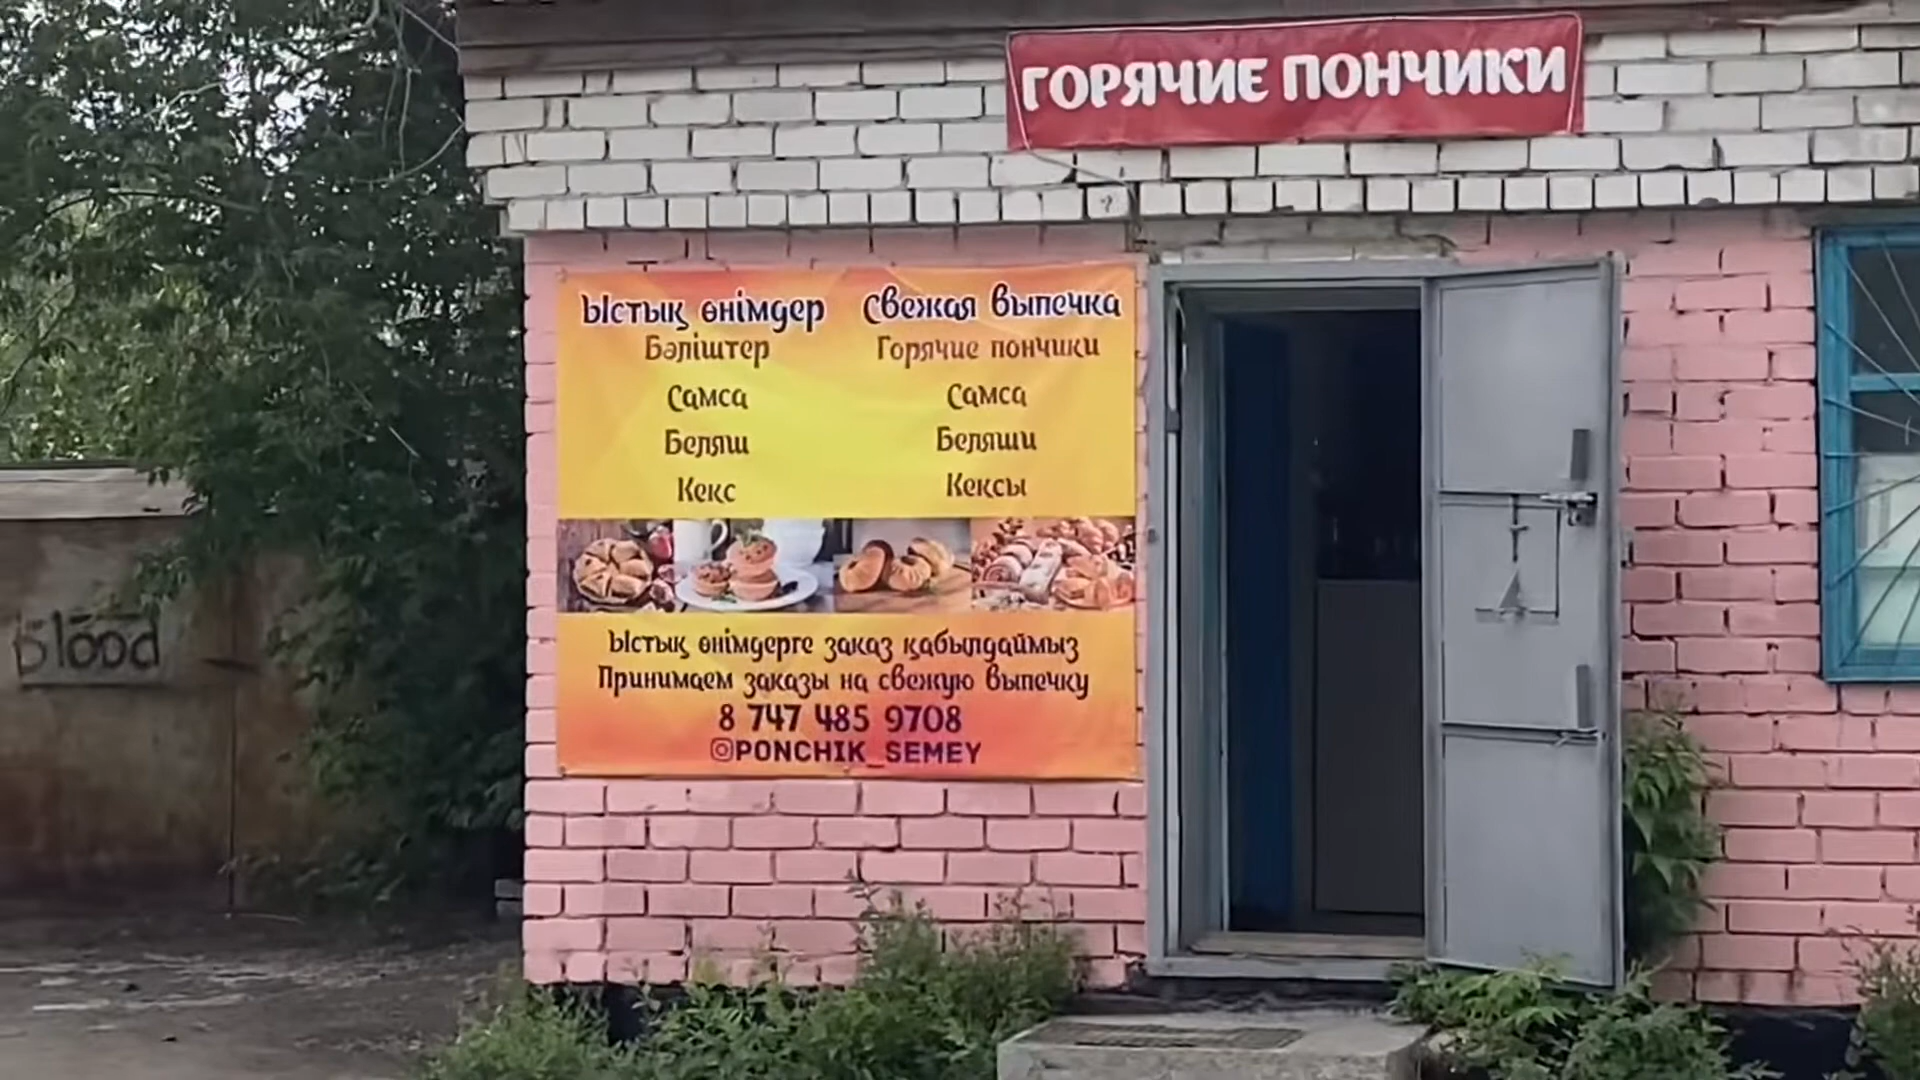 ГОРЯЧИЕ ПОНЧИКИ
Ыстық өнімдер
Бәліштер
Самса
Беляш
Кекс
Свежая выпечка
Горячие пончики
Самса
Беляши
Кексы
Ыстық өнімдерге заказ қабылдаймыз
Принимаем заказы на свежую выпечку
8 747 485 9708
@PONCHIK_SEMEY
blood